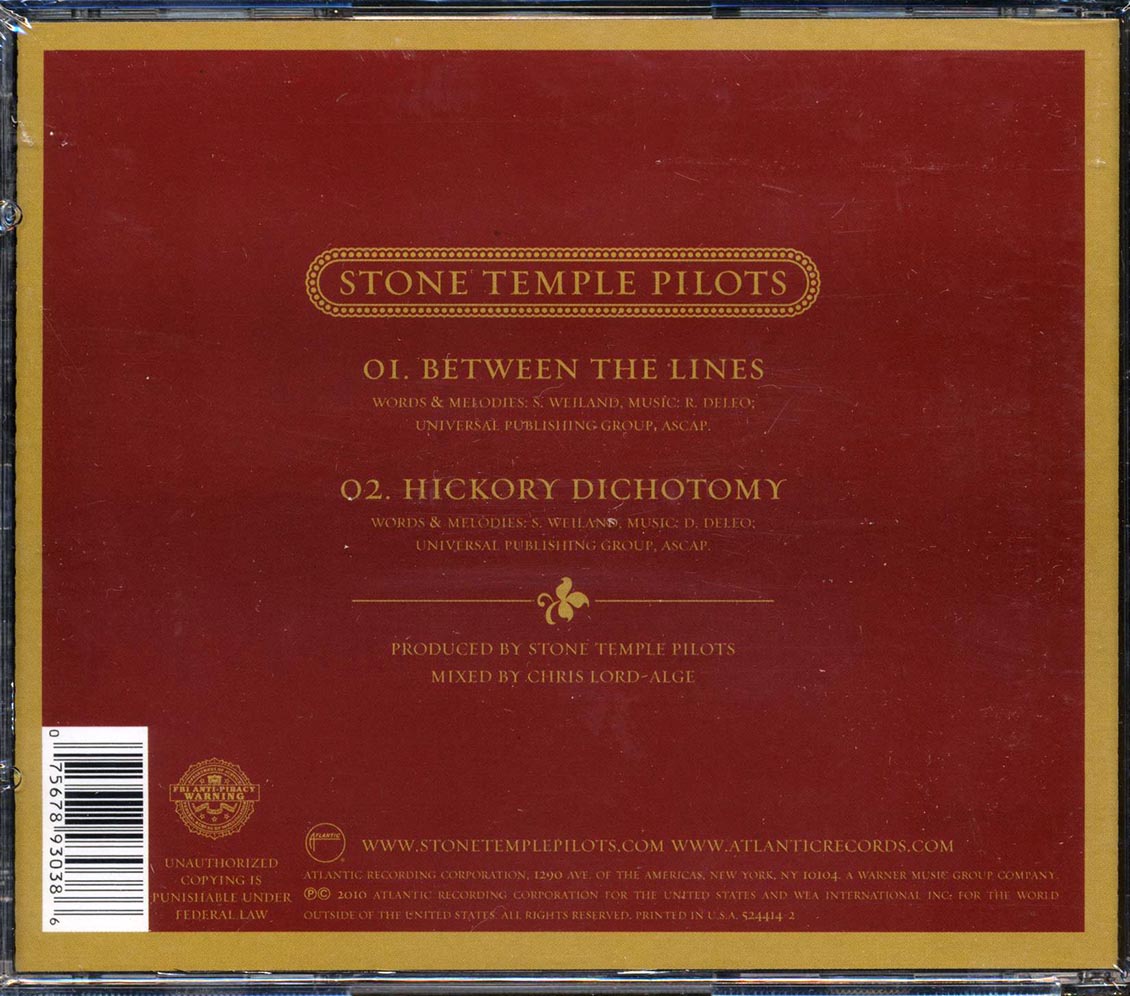 STONE TEMPLE PILOTS
01. BETWEEN THE LINES
WORDS & MELODIES: S. WEILAND, MUSIC: R. DELEO;
UNIVERSAL PUBLISHING GROUP, ASCAP.
02. HICKORY DICHOTOMY
WORDS & MELODIES: S. WEILAND, MUSIC: D. DELEO;
UNIVERSAL PUBLISHING GROUP, ASCAP.
PRODUCED BY STONE TEMPLE PILOTS
MIXED BY CHRIS LORD-ALGE
0 75678 93038 6
FBI ANTI-PIRACY
WARNING
UNAUTHORIZED
COPYING IS
PUNISHABLE UNDER
FEDERAL LAW
ATLANTIC
WWW.STONETEMPLEPILOTS.COM WWW.ATLANTICRECORDS.COM
ATLANTIC RECORDING CORPORATION, 1290 AVE. OF THE AMERICAS, NEW YORK, NY 10104. A WARNER MUSIC GROUP COMPANY.
℗© 2010 ATLANTIC RECORDING CORPORATION FOR THE UNITED STATES AND WEA INTERNATIONAL INC. FOR THE WORLD
OUTSIDE OF THE UNITED STATES. ALL RIGHTS RESERVED. PRINTED IN U.S.A. 524414-2